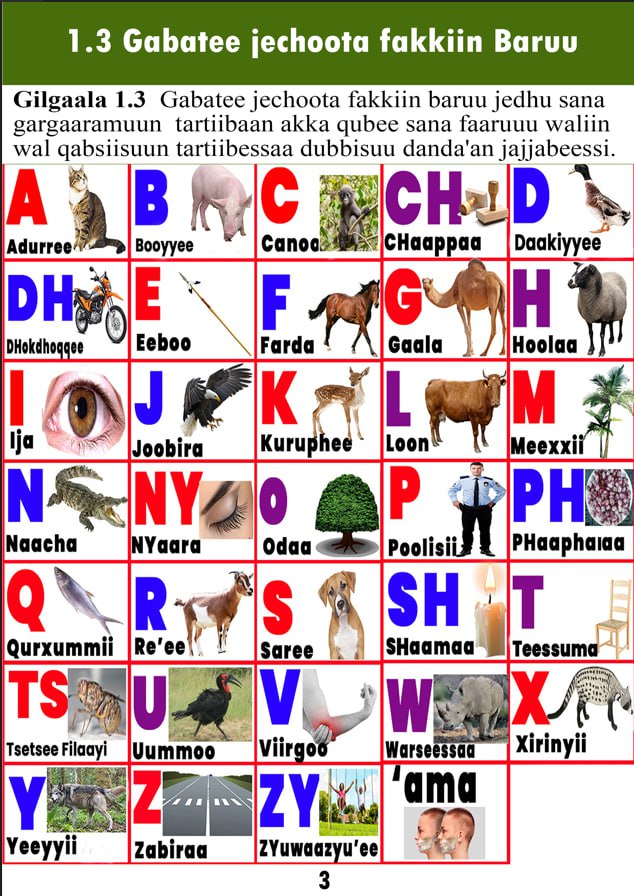 1.3 Gabatee jechoota fakkiin Baruu
Gilgaala 1.3 Gabatee jechoota fakkiin baruu jedhu sana
gargaaramuun tartiibaan akka qubee sana faaruuu waliin
wal qabsiisuun tartiibessaa dubbisuu danda'an jajjabeessi.
A
Adurree
B
Booyyee
C
Canoo
CH
CHaappaa
D
Daakiyyee
DH
DHokdhoqqee
E
Eeboo
F
Farda
G
Gaala
H
Hoolaa
I
Ija
J
Joobira
K
Kuruphee
L
Loon
M
Meexxii
N
Naacha
NY
NYaara
O
Odaa
P
Poolisii
PH
Q
Qurxummii
R
Re'ee
S
Saree
SH
SHaamaa
T
Teessuma
TS
Tsetsee Filaayi
U
Uummoo
V
Viirgoo
W
Warseessaa
X
Xirinyii
Y
Yeeyyii
Z
Zabiraa
ZY
ZYuwaazyu'ee
'ama
3